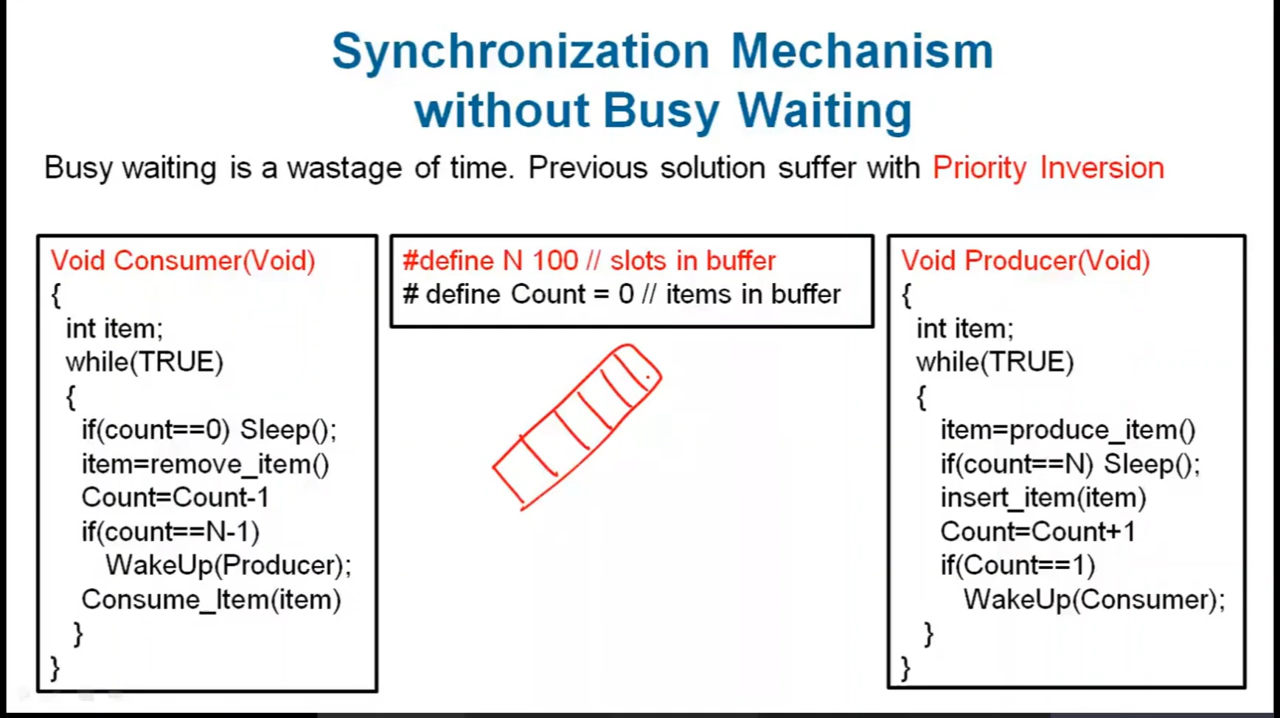 Synchronization Mechanism
without Busy Waiting
Busy waiting is a wastage of time. Previous solution suffer with Priority Inversion
Void Consumer(Void)
{
int item;
while(TRUE)
{
if(count==0) Sleep();
item=remove_item()
Count=Count-1
if(count==N-1)
WakeUp(Producer);
Consume_Item(item)
}
}
#define N 100 // slots in buffer
# define Count = 0 // items in buffer
Void Producer(Void)
{
int item;
while(TRUE)
{
item=produce_item()
if(count==N) Sleep();
insert_item(item)
Count=Count+1
if(Count==1)
WakeUp(Consumer);
}
}